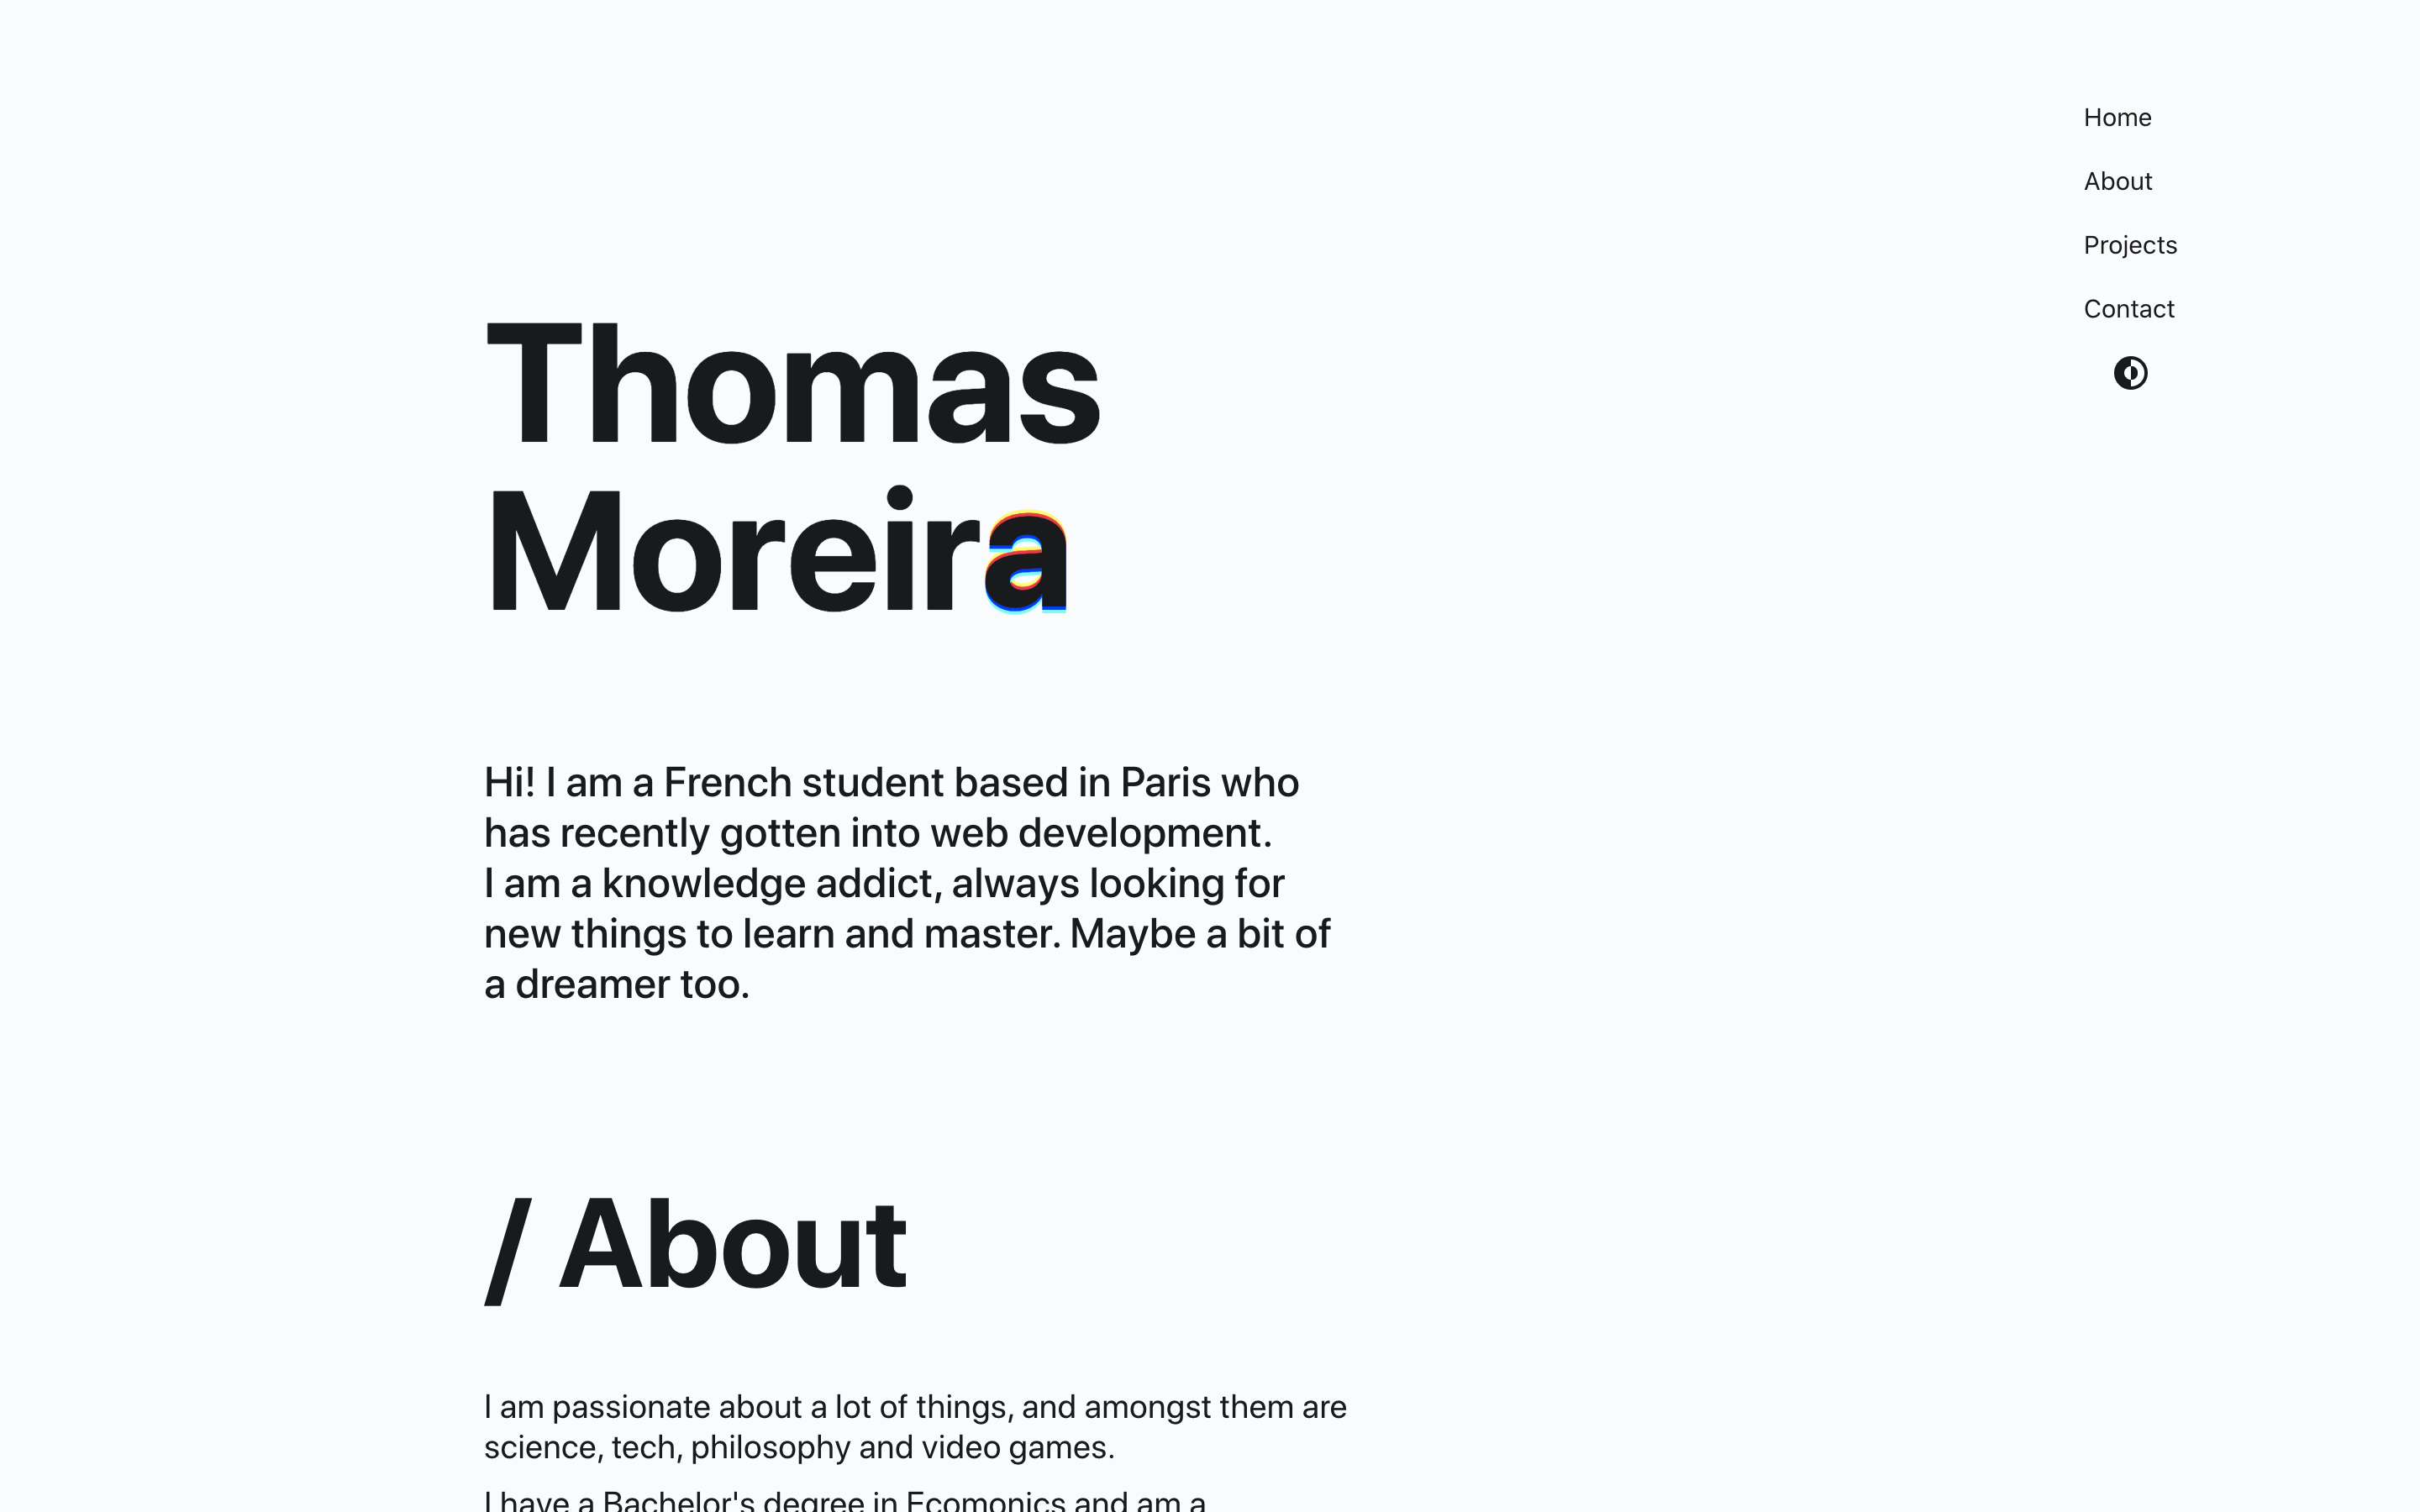 Home
About
Projects
Contact
Thomas
Moreira
Hi! I am a French student based in Paris who
has recently gotten into web development.
I am a knowledge addict, always looking for
new things to learn and master. Maybe a bit of
a dreamer too.
/ About
I am passionate about a lot of things, and amongst them are
science, tech, philosophy and video games.
I have a Bachelor's degree in Ecomonics and am a